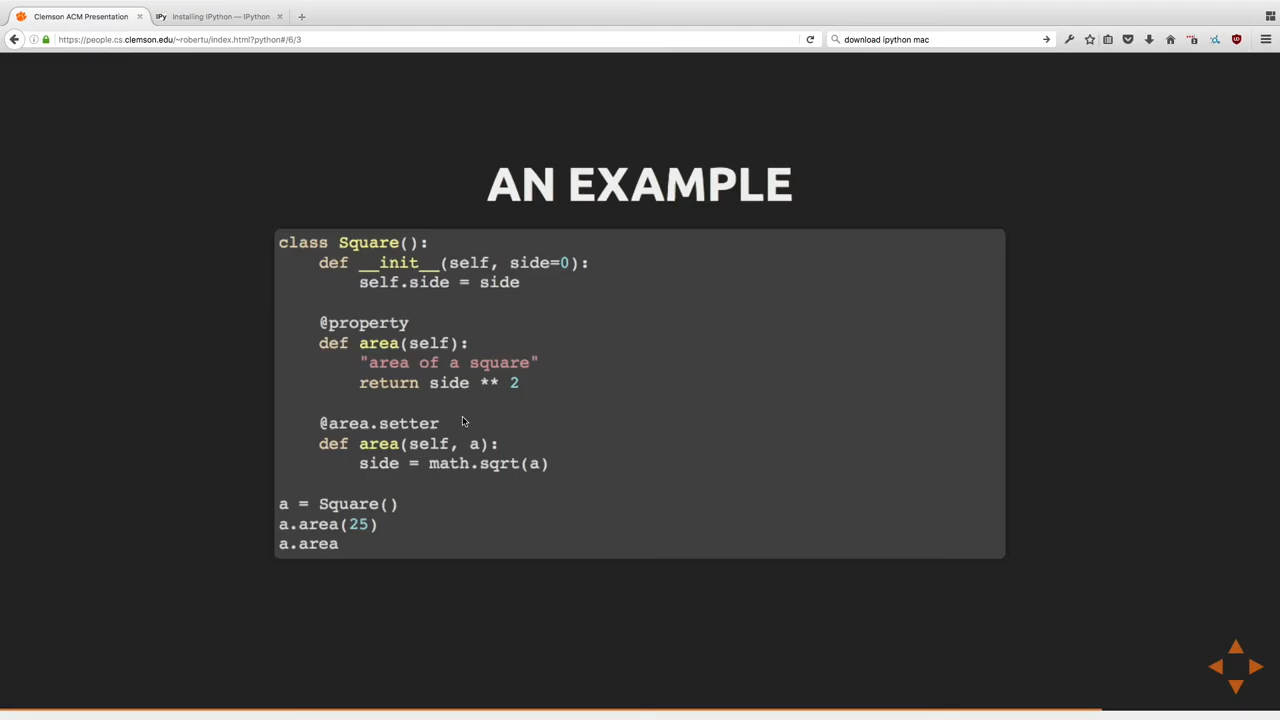 Clemson ACM Presentation
IPy Installing IPython — IPython
https://people.cs.clemson.edu/~robertu/index.html?python#/6/3
download ipython mac
AN EXAMPLE
class Square():
    def __init__(self, side=0):
        self.side = side
    @property
    def area(self):
        "area of a square"
        return side ** 2
    @area.setter
    def area(self, a):
        side = math.sqrt(a)
a = Square()
a.area(25)
a.area